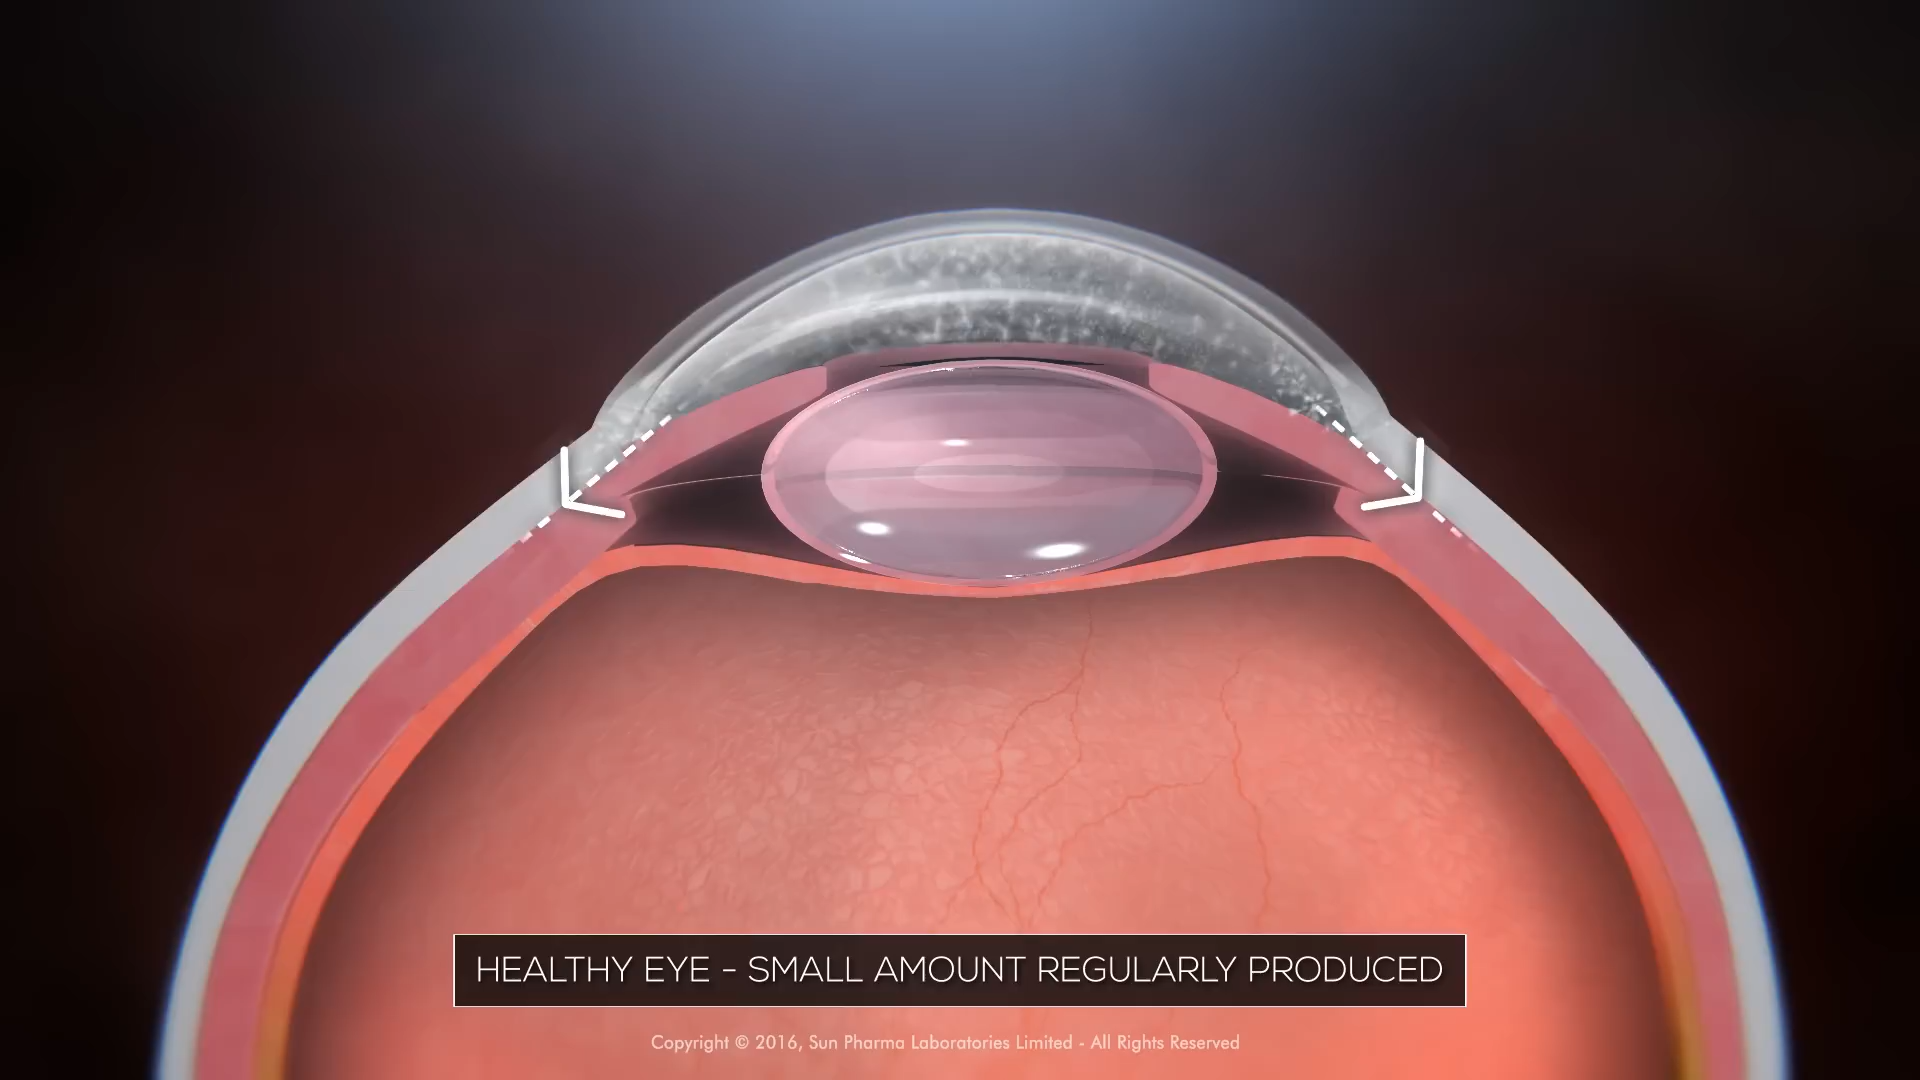 HEALTHY EYE – SMALL AMOUNT REGULARLY PRODUCED
Copyright © 2016, Sun Pharma Laboratories Limited - All Rights Reserved